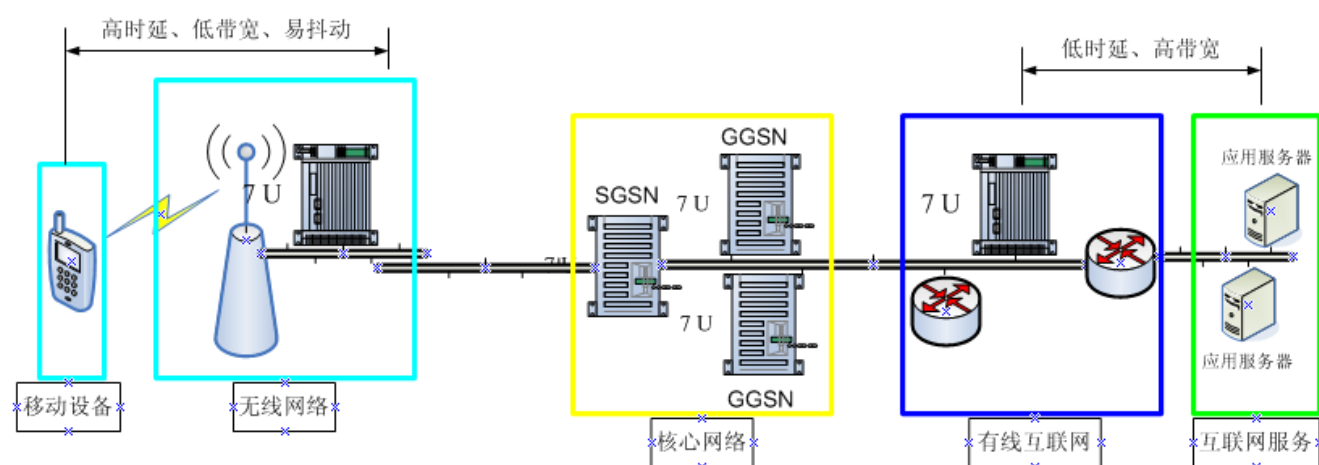 高时延、低带宽、易抖动
低时延、高带宽
GGSN
应用服务器
SGSN
7 U
7 U
7 U
7 U
应用服务器
GGSN
移动设备
无线网络
核心网络
有线互联网
互联网服务